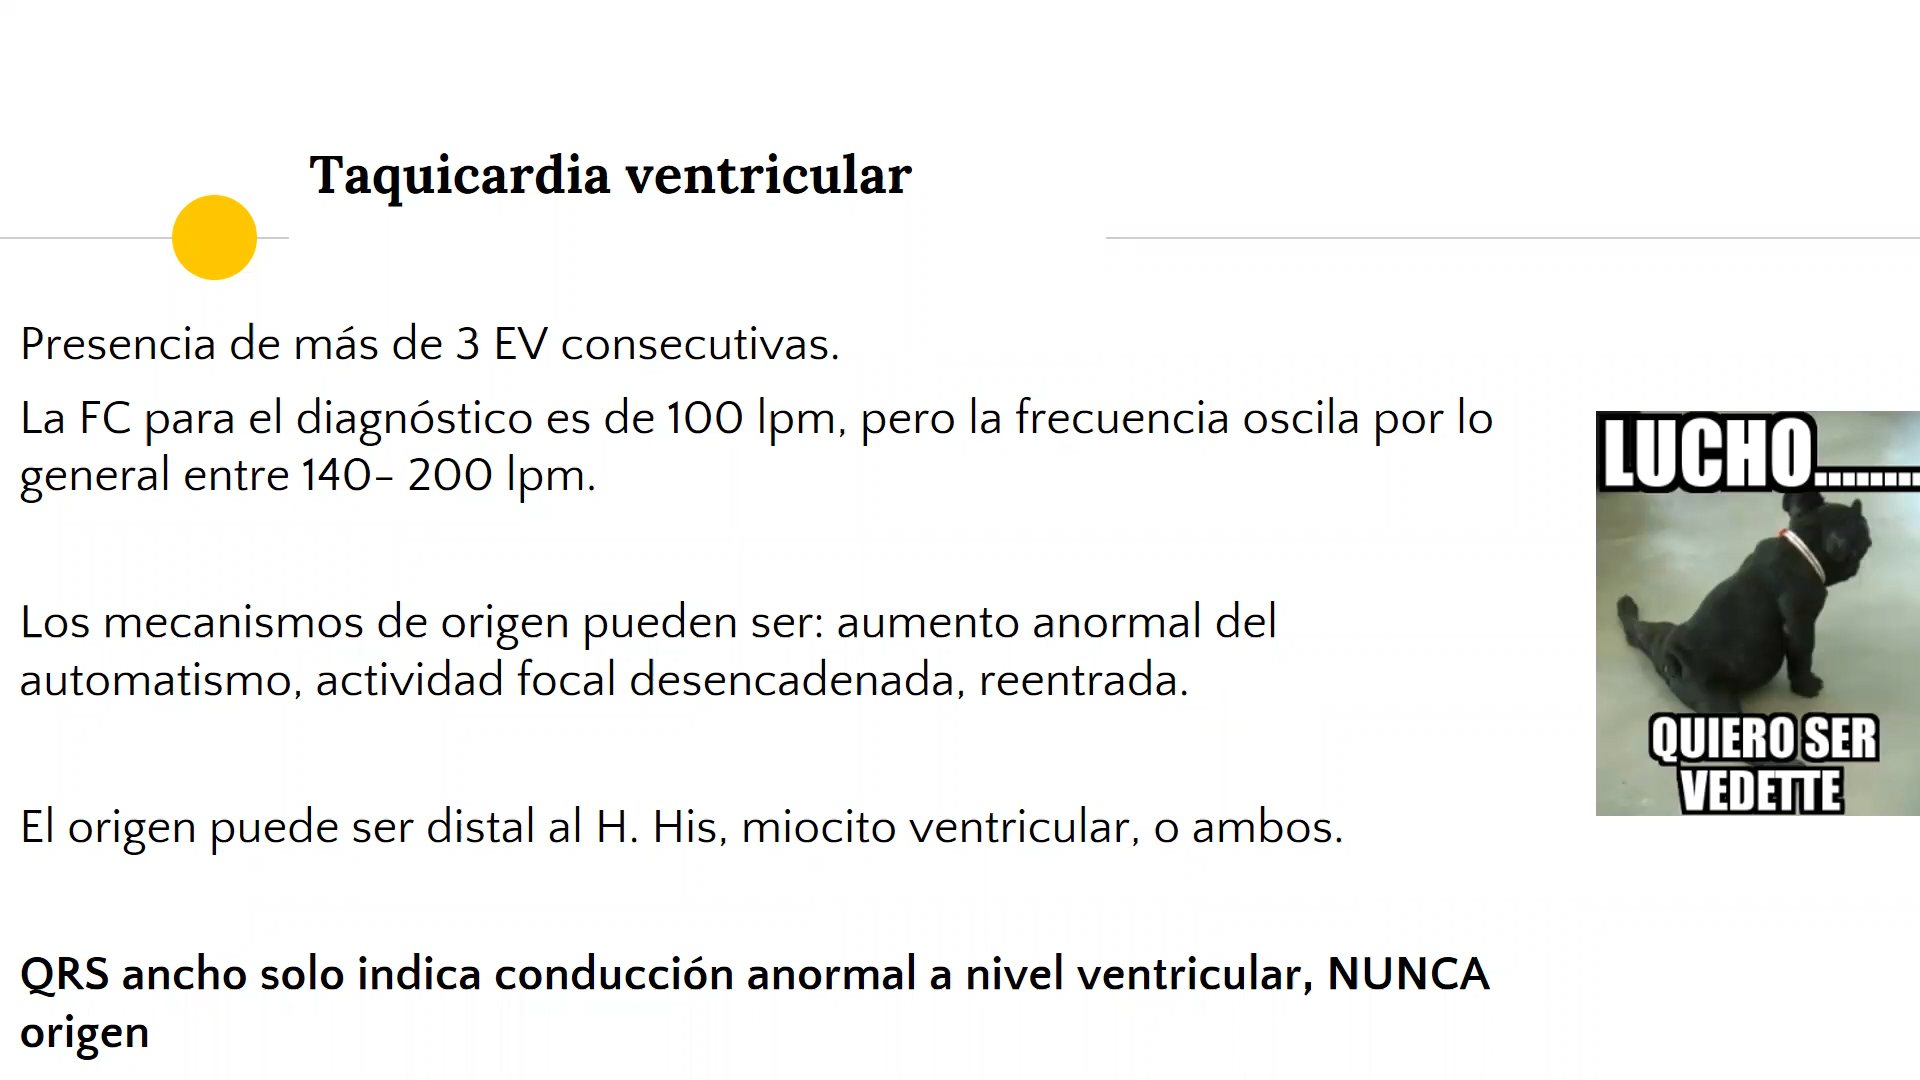 Taquicardia ventricular
Presencia de más de 3 EV consecutivas.
La FC para el diagnóstico es de 100 lpm, pero la frecuencia oscila por lo
general entre 140– 200 lpm.
Los mecanismos de origen pueden ser: aumento anormal del
automatismo, actividad focal desencadenada, reentrada.
El origen puede ser distal al H. His, miocito ventricular, o ambos.
QRS ancho solo indica conducción anormal a nivel ventricular, NUNCA
origen
LUCHO.........
QUIERO SER
VEDETTE